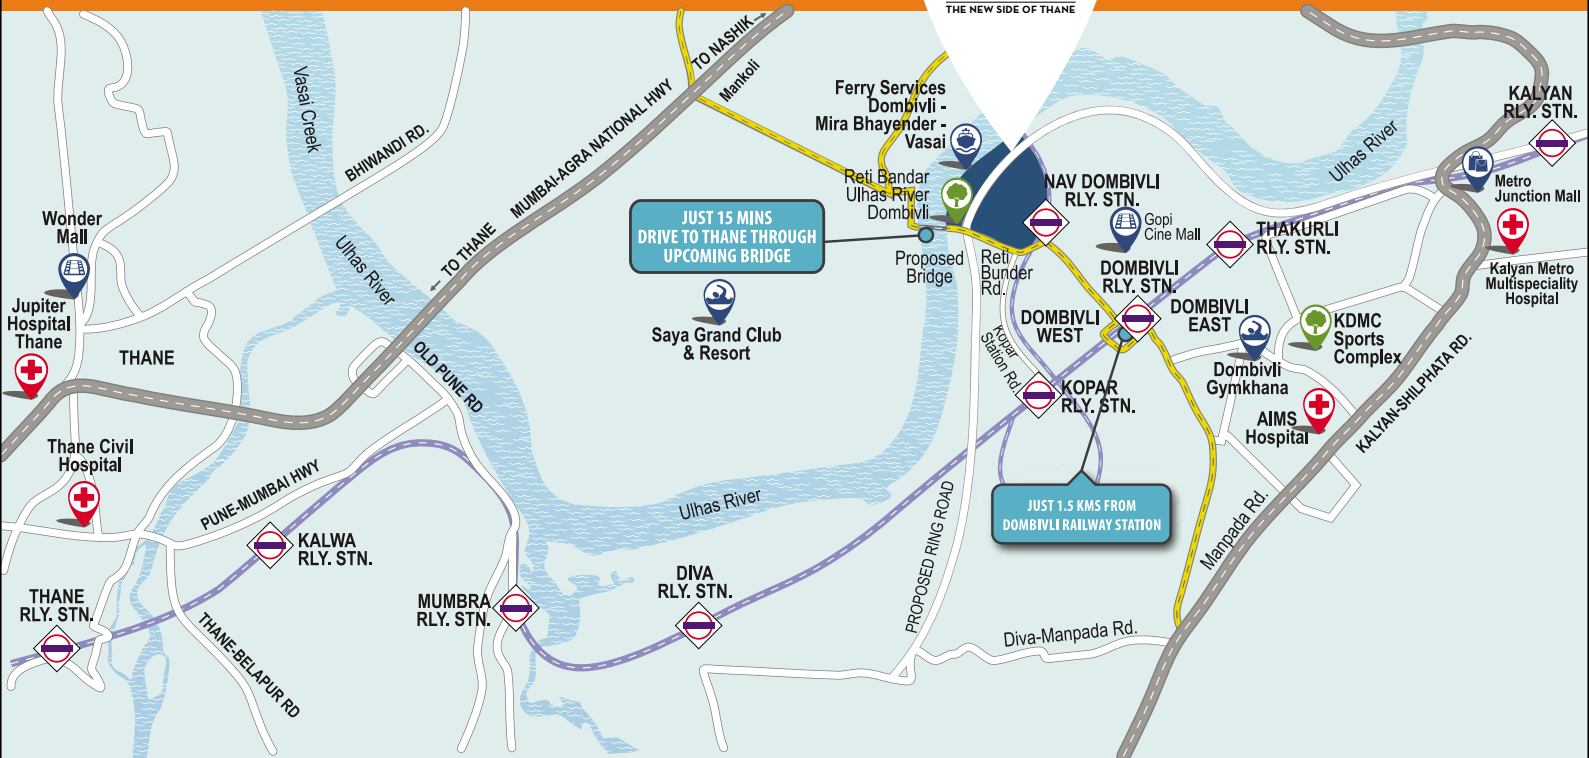 THE NEW SIDE OF THANE
TO NASHIK
Mankoli
MUMBAI-AGRA NATIONAL HWY
TO THANE
Vasai Creek
BHIWANDI RD.
Ulhas River
Ferry Services
Dombivli -
Mira Bhayender -
Vasai
Reti Bandar
Ulhas River
Dombivli
KALYAN
RLY. STN.
Ulhas River
Metro
Junction Mall
NAV DOMBIVLI
RLY. STN.
Gopi
Cine Mall
THAKURLI
RLY. STN.
Kalyan Metro
Multispeciality
Hospital
Wonder
Mall
JUST 15 MINS
DRIVE TO THANE THROUGH
UPCOMING BRIDGE
Proposed
Bridge
Reti
Bunder
Rd.
DOMBIVLI
RLY. STN.
DOMBIVLI
WEST
DOMBIVLI
EAST
Saya Grand Club
& Resort
Jupiter
Hospital
Thane
THANE
OLD PUNE RD
Kopar
Station Rd.
KOPAR
RLY. STN.
Dombivli
Gymkhana
KDMC
Sports
Complex
AIMS
Hospital
KALYAN-SHILPHATA RD.
Thane Civil
Hospital
PUNE-MUMBAI HWY
Ulhas River
JUST 1.5 KMS FROM
DOMBIVLI RAILWAY STATION
Manpada Rd.
PROPOSED RING ROAD
KALWA
RLY. STN.
THANE
RLY. STN.
MUMBRA
RLY. STN.
DIVA
RLY. STN.
THANE-BELAPUR RD
Diva-Manpada Rd.